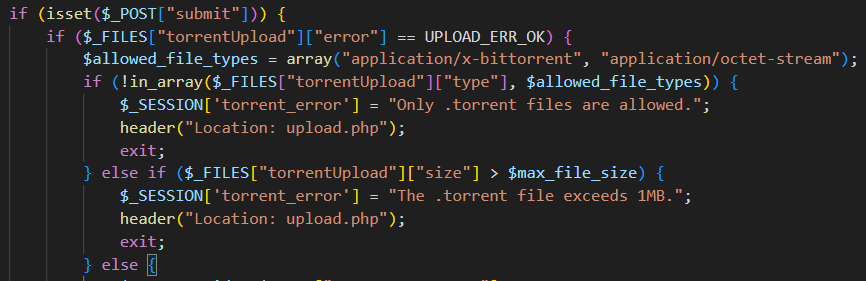 if (isset($_POST["submit"])) {
if ($_FILES["torrentUpload"]["error"] == UPLOAD_ERR_OK) {
$allowed_file_types = array("application/x-bittorrent", "application/octet-stream");
if (!in_array($_FILES["torrentUpload"]["type"], $allowed_file_types)) {
$_SESSION['torrent_error'] = "Only .torrent files are allowed.";
header("Location: upload.php");
exit;
} else if ($_FILES["torrentUpload"]["size"] > $max_file_size) {
$_SESSION['torrent_error'] = "The .torrent file exceeds 1MB.";
header("Location: upload.php");
exit;
} else {